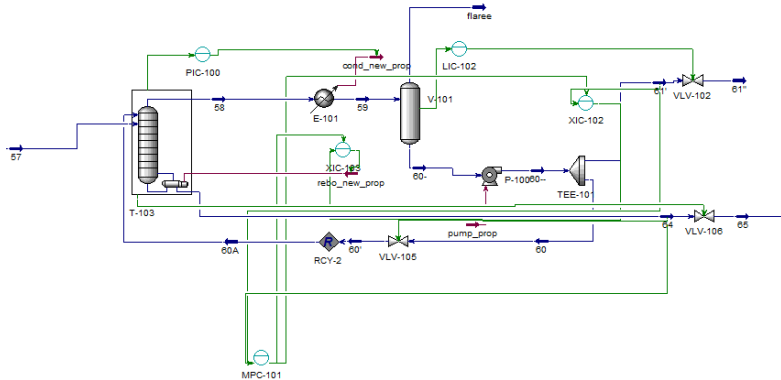 flaree
PIC-100
cond_new_prop
LIC-102
58
E-101
59
V-101
61'
VLV-102
61"
XIC-102
57
XIC-103
rebo_new_prop
60-
P-100
60--
TEE-101
T-103
64
VLV-106
65
pump_prop
60A
R
RCY-2
60'
VLV-105
60
MPC-101